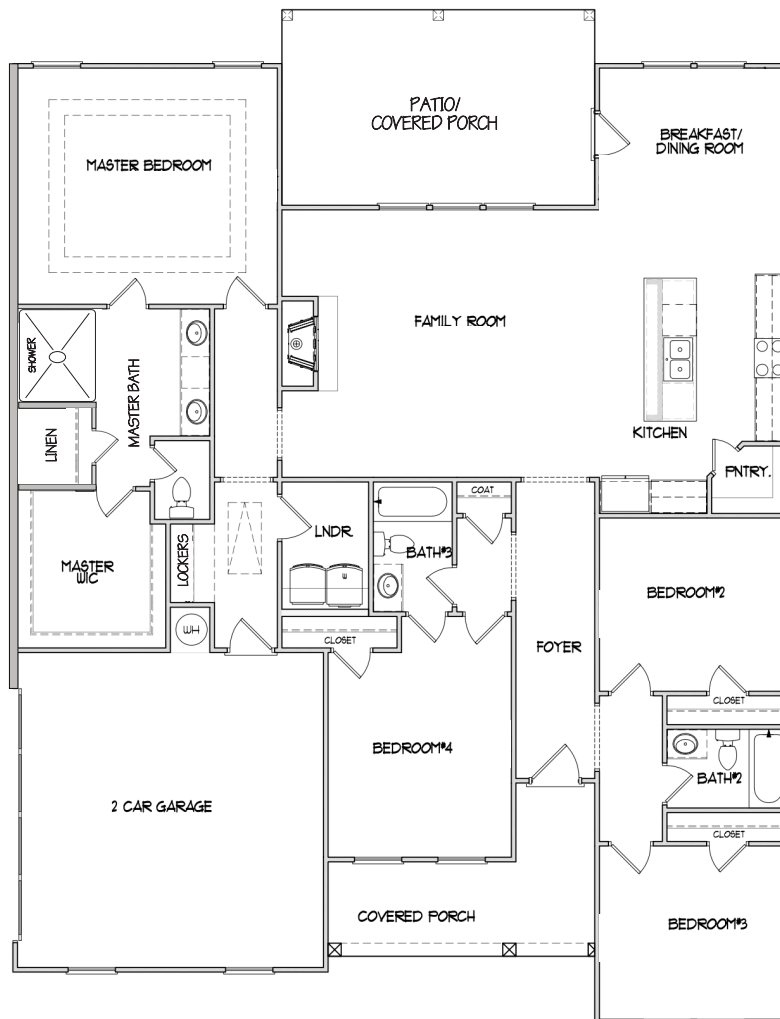 PATIO/
COVERED PORCH
BREAKFAST/
DINING ROOM
MASTER BEDROOM
FAMILY ROOM
SHOWER
MASTER BATH
LINEN
KITCHEN
PNTRY.
COAT
LNDR.
BATH#3
LOCKERS
MASTER
WIC
BEDROOM#2
WH
CLOSET
FOYER
CLOSET
BEDROOM#4
BATH#2
2 CAR GARAGE
CLOSET
COVERED PORCH
BEDROOM#3